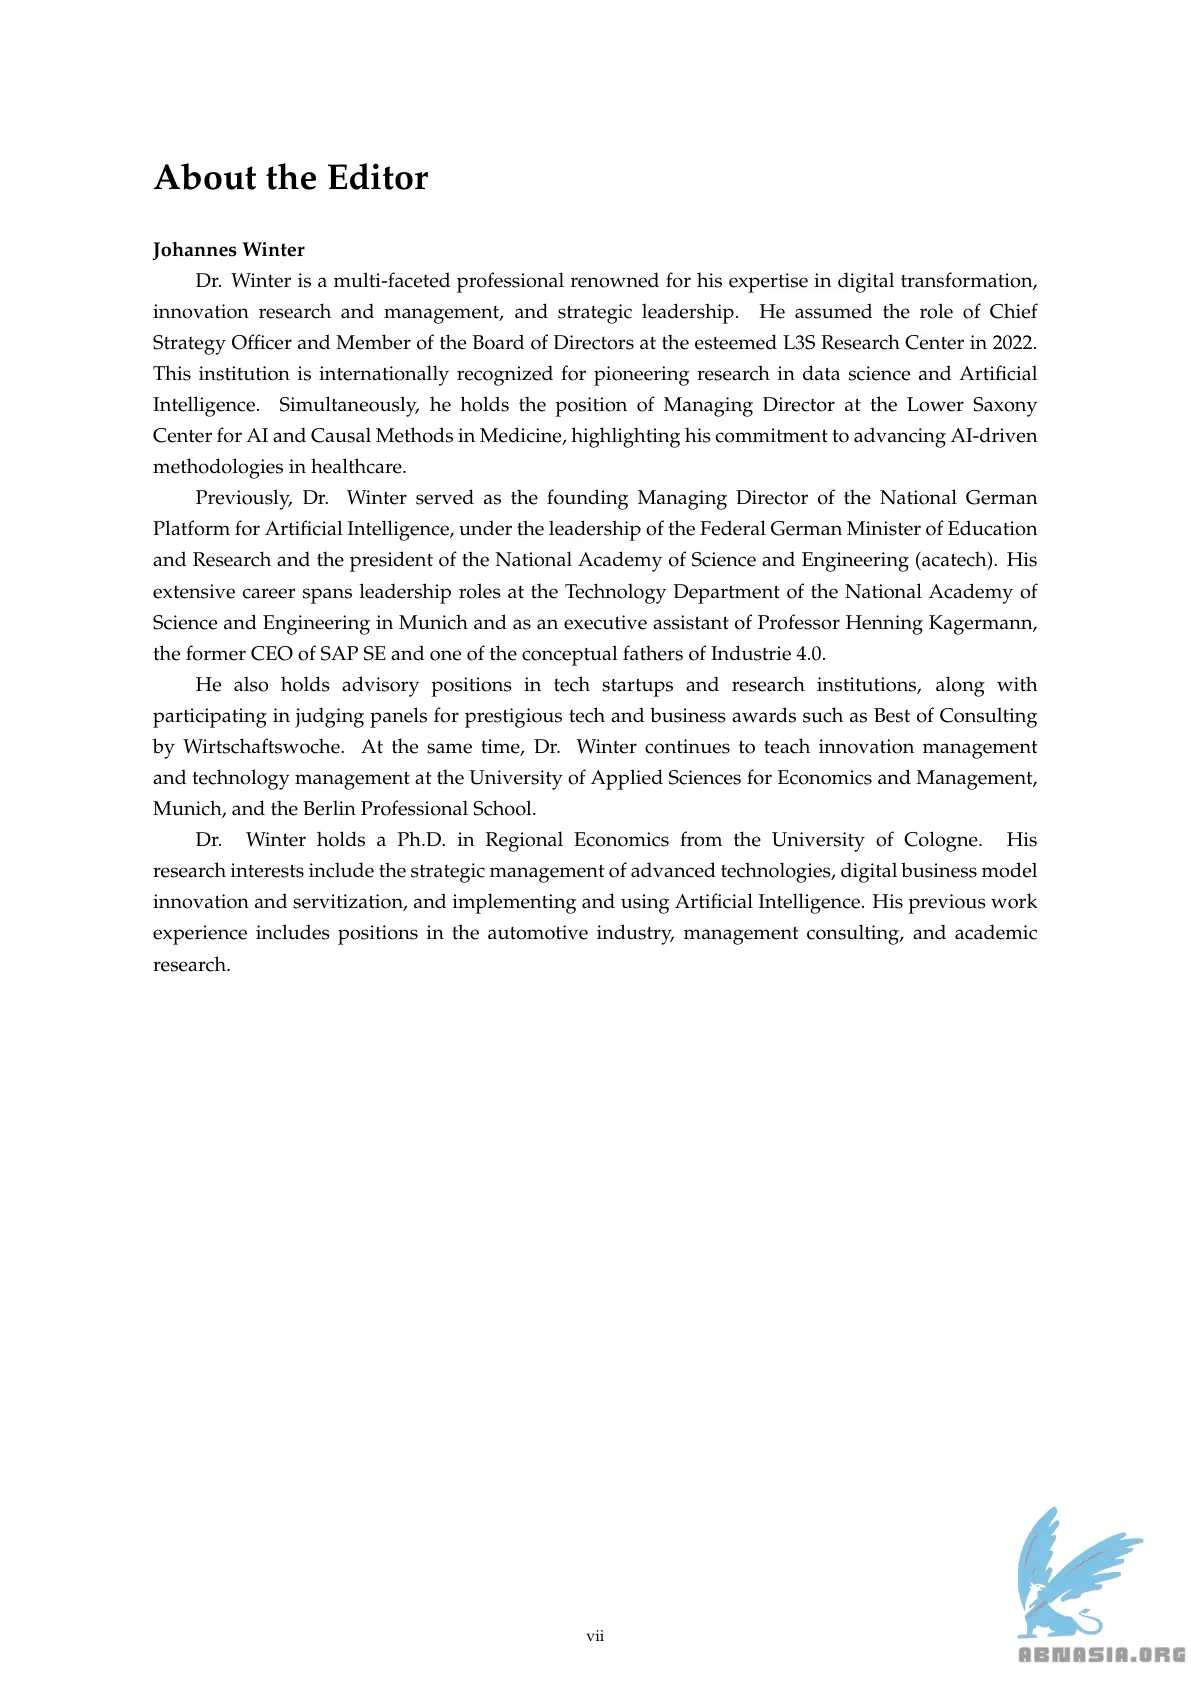 About the Editor
Johannes Winter
Dr. Winter is a multi-faceted professional renowned for his expertise in digital transformation,
innovation research and management, and strategic leadership. He assumed the role of Chief
Strategy Officer and Member of the Board of Directors at the esteemed L3S Research Center in 2022.
This institution is internationally recognized for pioneering research in data science and Artificial
Intelligence. Simultaneously, he holds the position of Managing Director at the Lower Saxony
Center for AI and Causal Methods in Medicine, highlighting his commitment to advancing AI-driven
methodologies in healthcare.
Previously, Dr. Winter served as the founding Managing Director of the National German
Platform for Artificial Intelligence, under the leadership of the Federal German Minister of Education
and Research and the president of the National Academy of Science and Engineering (acatech). His
extensive career spans leadership roles at the Technology Department of the National Academy of
Science and Engineering in Munich and as an executive assistant of Professor Henning Kagermann,
the former CEO of SAP SE and one of the conceptual fathers of Industrie 4.0.
He also holds advisory positions in tech startups and research institutions, along with
participating in judging panels for prestigious tech and business awards such as Best of Consulting
by Wirtschaftswoche. At the same time, Dr. Winter continues to teach innovation management
and technology management at the University of Applied Sciences for Economics and Management,
Munich, and the Berlin Professional School.
Dr. Winter holds a Ph.D. in Regional Economics from the University of Cologne. His
research interests include the strategic management of advanced technologies, digital business model
innovation and servitization, and implementing and using Artificial Intelligence. His previous work
experience includes positions in the automotive industry, management consulting, and academic
research.
vii
ABNASIA.ORG